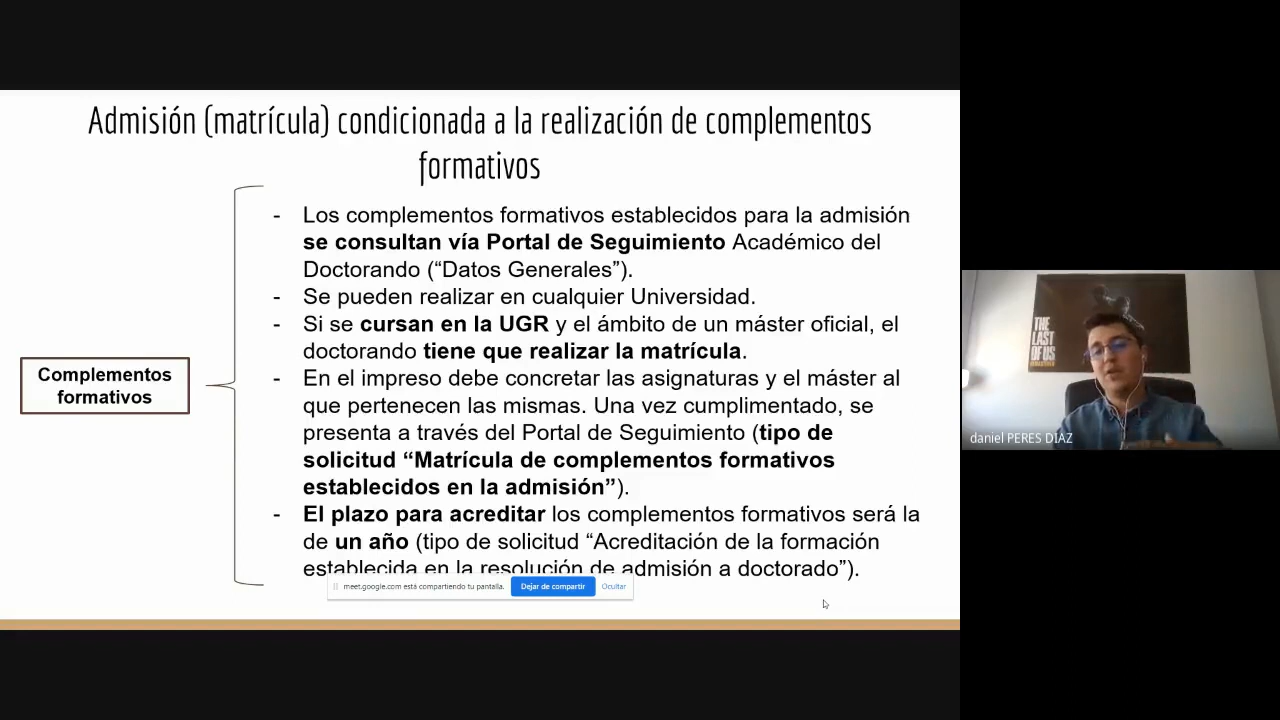 Admisión (matrícula) condicionada a la realización de complementos
formativos
Complementos
formativos
- Los complementos formativos establecidos para la admisión
se consultan vía Portal de Seguimiento Académico del
Doctorando (“Datos Generales”).
- Se pueden realizar en cualquier Universidad.
- Si se cursan en la UGR y el ámbito de un máster oficial, el
doctorando tiene que realizar la matrícula.
- En el impreso debe concretar las asignaturas y el máster al
que pertenecen las mismas. Una vez cumplimentado, se
presenta a través del Portal de Seguimiento (tipo de
solicitud “Matrícula de complementos formativos
establecidos en la admisión”).
- El plazo para acreditar los complementos formativos será la
de un año (tipo de solicitud “Acreditación de la formación
establecida en la resolución de admisión a doctorado”).
meet.google.com está compartiendo tu pantalla. Dejar de compartir Ocultar
THE
LAST OF
US
REMASTERED
daniel PERES DIAZ